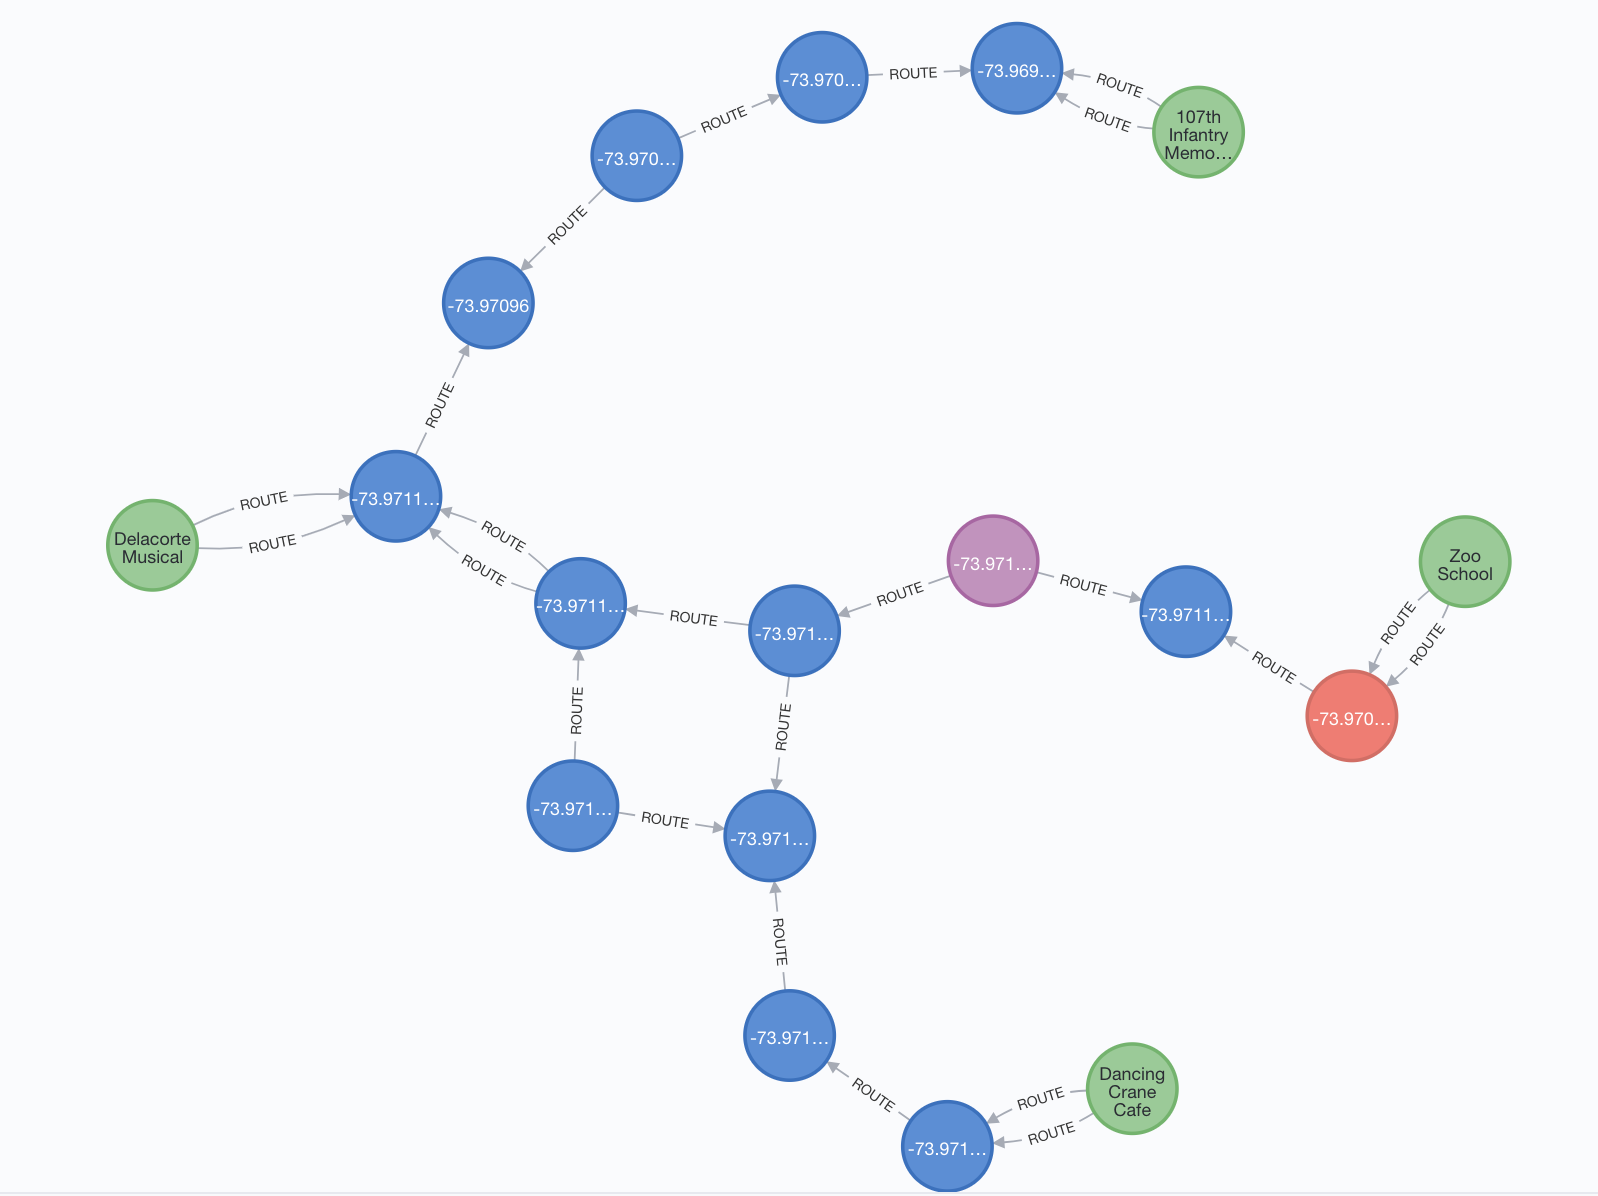 -73.970…
ROUTE
-73.969…
ROUTE
ROUTE
107th
Infantry
Memo…
ROUTE
-73.970…
ROUTE
-73.97096
ROUTE
-73.9711…
ROUTE
ROUTE
Delacorte
Musical
ROUTE
ROUTE
-73.9711…
ROUTE
-73.971…
ROUTE
-73.971…
ROUTE
-73.9711…
Zoo
School
ROUTE
ROUTE
ROUTE
-73.970…
ROUTE
ROUTE
-73.971…
ROUTE
-73.971…
ROUTE
-73.971…
ROUTE
-73.971…
ROUTE
ROUTE
Dancing
Crane
Cafe